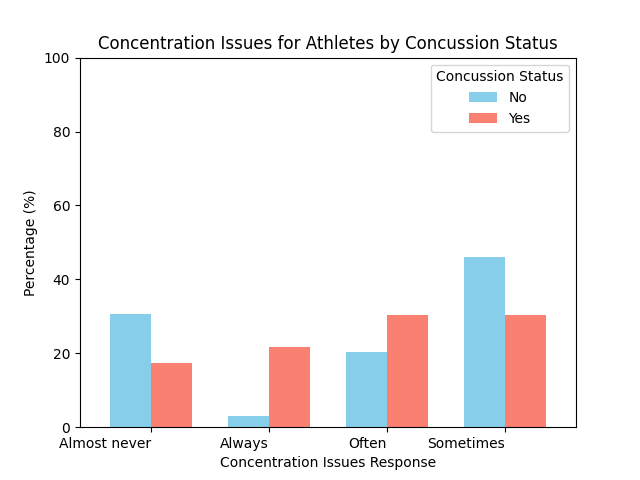 Concentration Issues for Athletes by Concussion Status
Concussion Status
No
Yes
Percentage (%)
100
80
60
40
20
0
Almost never
Always
Often
Sometimes
Concentration Issues Response